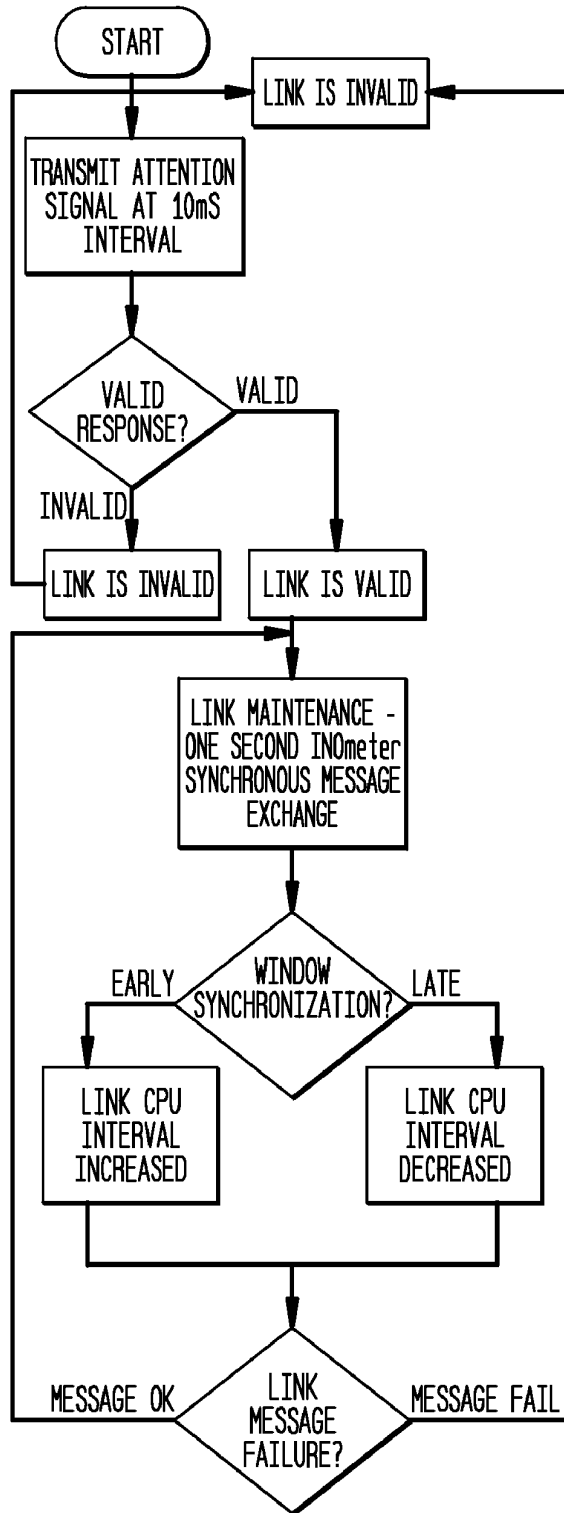 START
LINK IS INVALID
TRANSMIT ATTENTION
SIGNAL AT 10mS
INTERVAL
VALID
RESPONSE?
VALID
INVALID
LINK IS INVALID
LINK IS VALID
LINK MAINTENANCE -
ONE SECOND INOmeter
SYNCHRONOUS MESSAGE
EXCHANGE
WINDOW
SYNCHRONIZATION?
EARLY
LATE
LINK CPU
INTERVAL
INCREASED
LINK CPU
INTERVAL
DECREASED
LINK
MESSAGE
FAILURE?
MESSAGE OK
MESSAGE FAIL